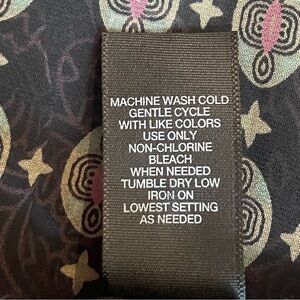 MACHINE WASH COLD
GENTLE CYCLE
WITH LIKE COLORS
USE ONLY
NON-CHLORINE
BLEACH
WHEN NEEDED
TUMBLE DRY LOW
IRON ON
LOWEST SETTING
AS NEEDED